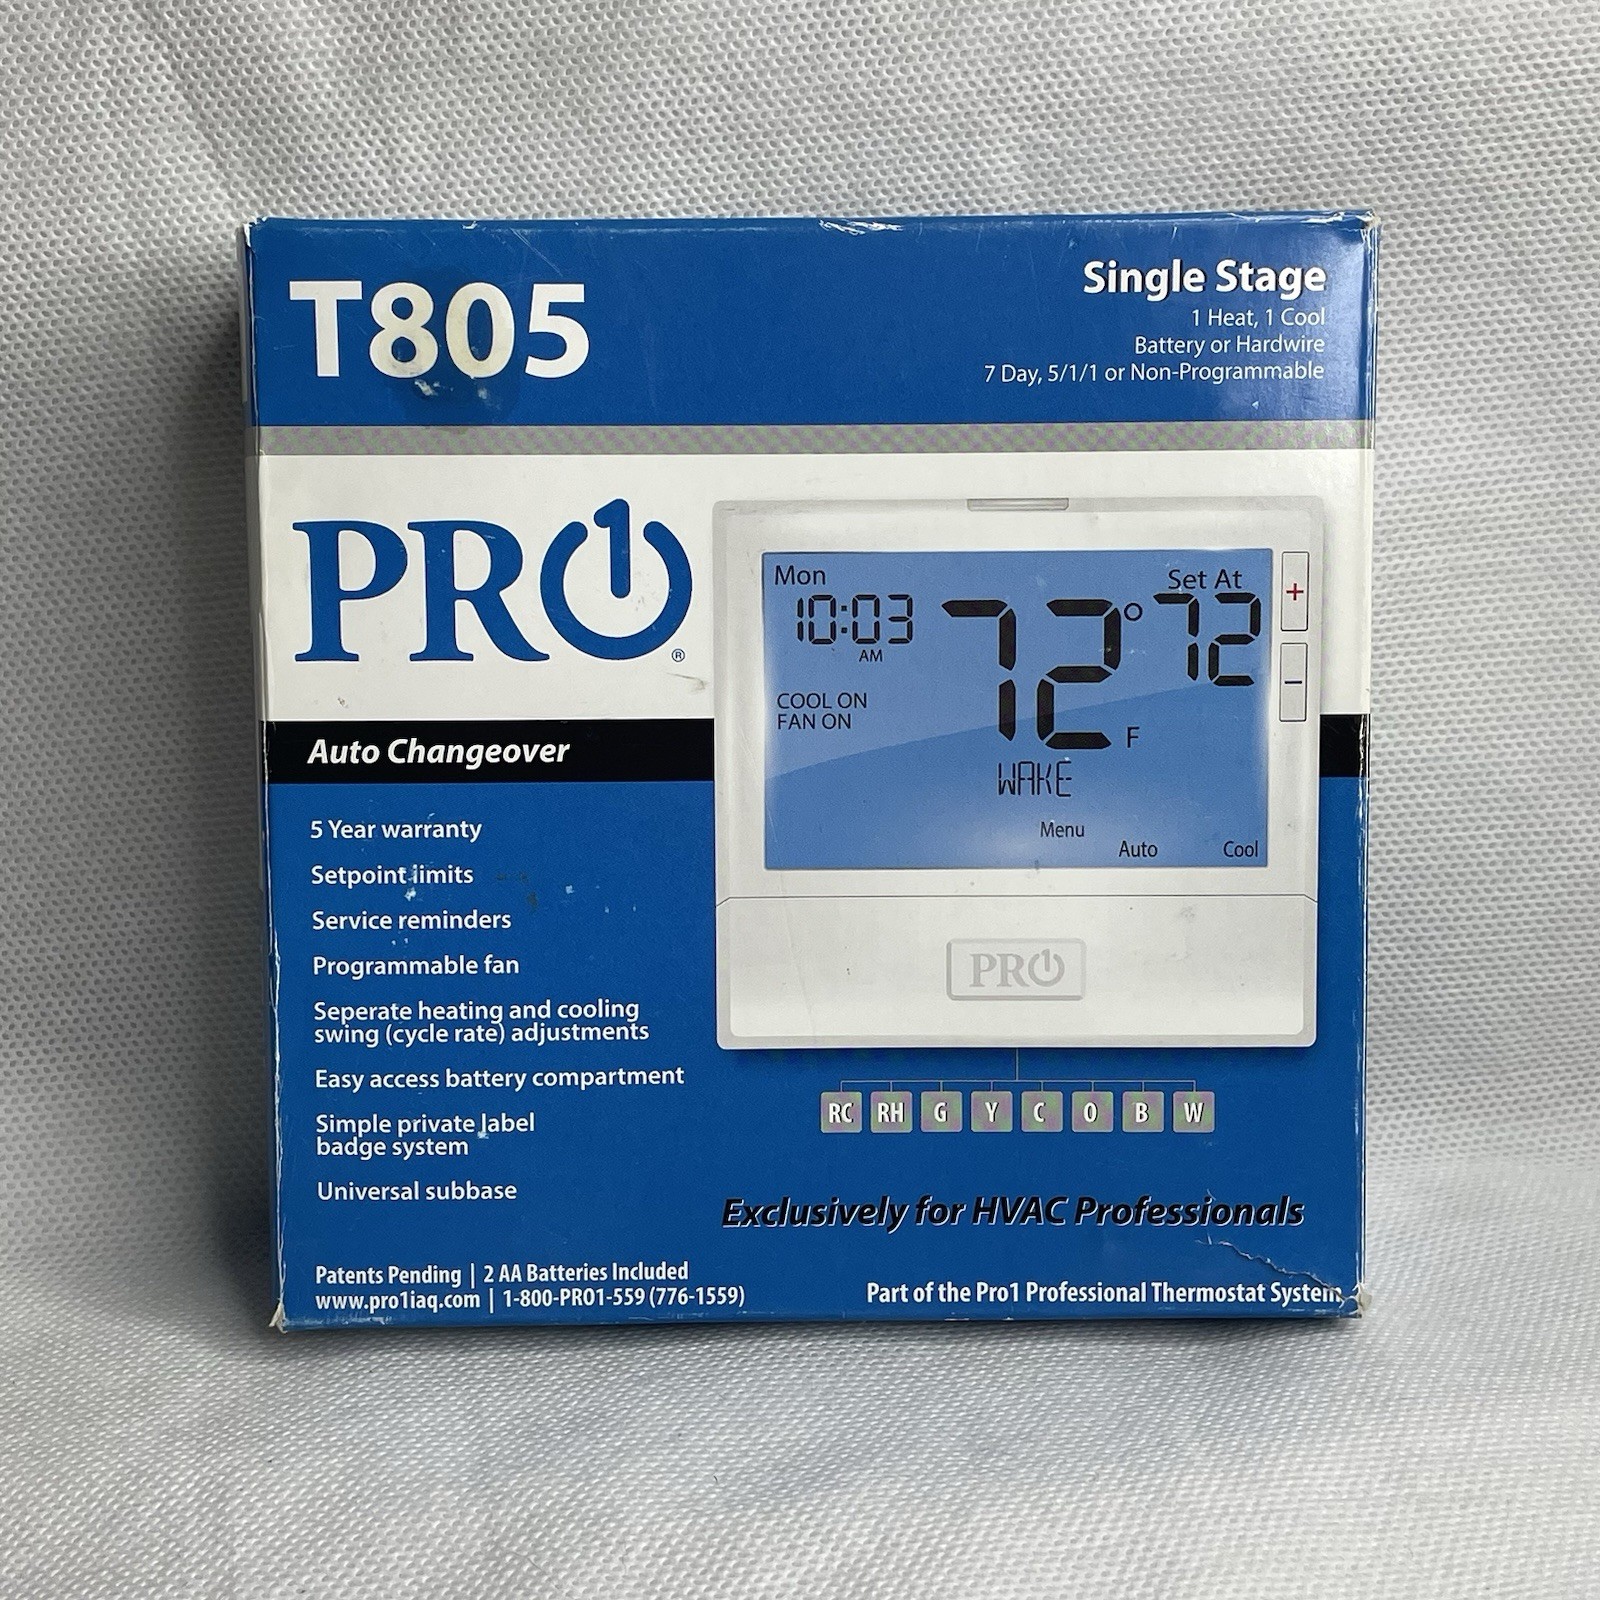 T805
Single Stage
1 Heat, 1 Cool
Battery or Hardwire
7 Day, 5/1/1 or Non-Programmable
PRO1®
Mon
10:03
AM
72°
F
Set At
72
+
−
COOL ON
FAN ON
WAKE
Menu
Auto
Cool
PRO1
Auto Changeover
5 Year warranty
Setpoint limits
Service reminders
Programmable fan
Seperate heating and cooling
swing (cycle rate) adjustments
Easy access battery compartment
Simple private label
badge system
Universal subbase
RC RH G Y C O B W
Exclusively for HVAC Professionals
Patents Pending | 2 AA Batteries Included
www.pro1iaq.com | 1-800-PRO1-559 (776-1559)
Part of the Pro1 Professional Thermostat System